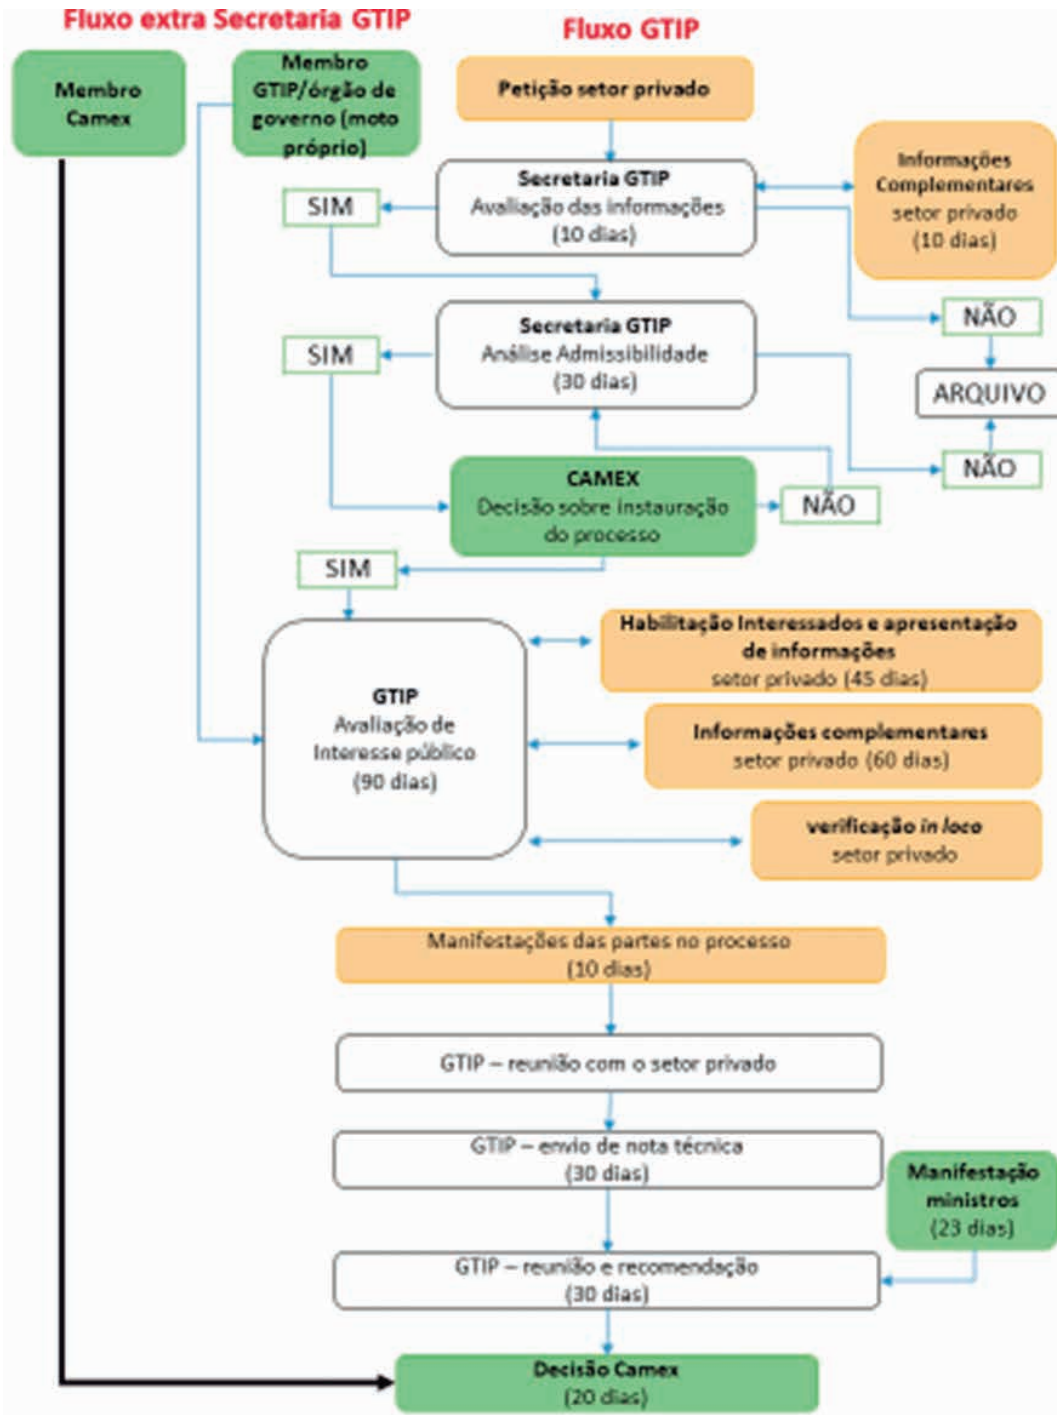 Fluxo extra Secretaria GTIP
Fluxo GTIP
Membro
Camex
Membro
GTIP/órgão de
governo (moto
próprio)
Petição setor privado
Informações
Complementares
setor privado
(10 dias)
Secretaria GTIP
Avaliação das informações
(10 dias)
SIM
NÃO
Secretaria GTIP
Análise Admissibilidade
(30 dias)
SIM
ARQUIVO
NÃO
CAMEX
Decisão sobre instauração
do processo
NÃO
SIM
GTIP
Avaliação de
Interesse público
(90 dias)
Habilitação Interessados e apresentação
de informações
setor privado (45 dias)
Informações complementares
setor privado (60 dias)
verificação in loco
setor privado
Manifestações das partes no processo
(10 dias)
GTIP – reunião com o setor privado
GTIP – envio de nota técnica
(30 dias)
Manifestação
ministros
(23 dias)
GTIP – reunião e recomendação
(30 dias)
Decisão Camex
(20 dias)